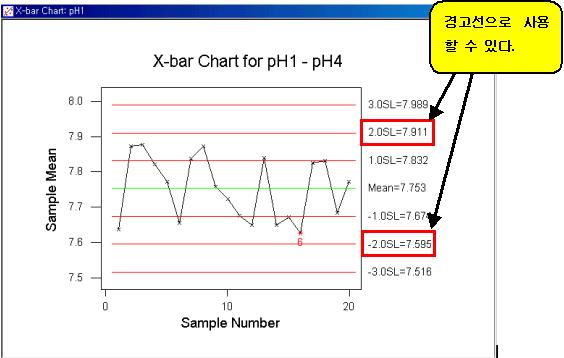 X-bar Chart: pH1
경고선으로 사용
할 수 있다.
X-bar Chart for pH1 - pH4
8.0
7.9
7.8
7.7
7.6
7.5
Sample Mean
3.0SL=7.989
2.0SL=7.911
1.0SL=7.832
Mean=7.753
-1.0SL=7.674
-2.0SL=7.595
-3.0SL=7.516
6
0
10
20
Sample Number